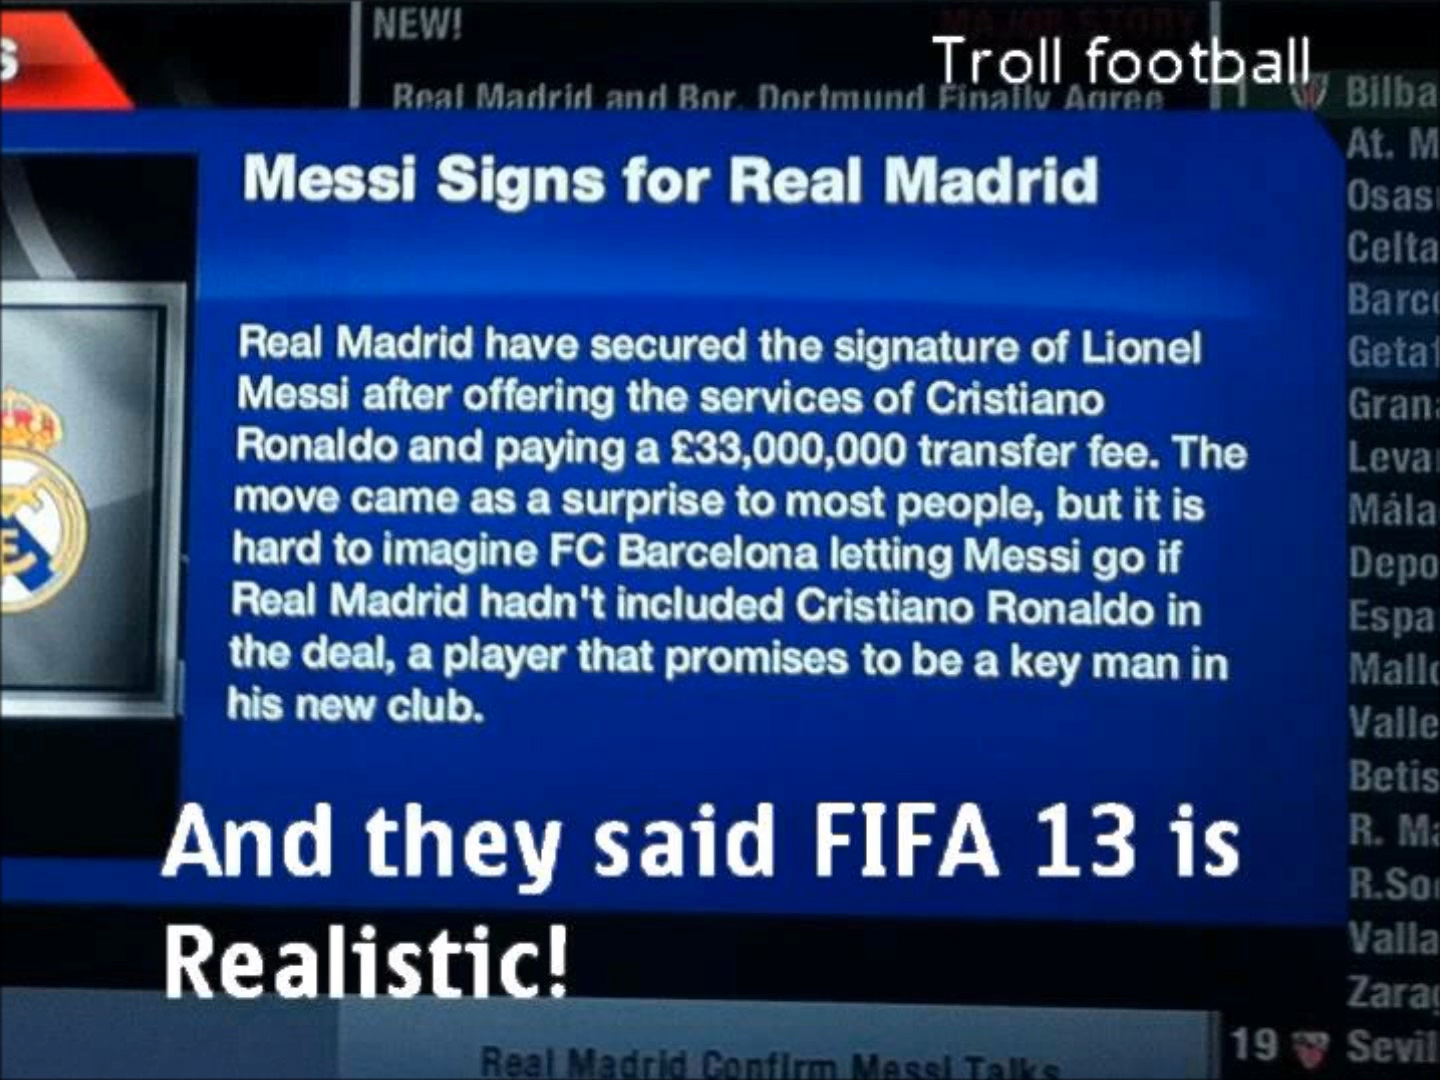 NEW!
MAJOR STORY
Troll football
Real Madrid and Bor. Dortmund Finally Agree
Messi Signs for Real Madrid
Real Madrid have secured the signature of Lionel
Messi after offering the services of Cristiano
Ronaldo and paying a £33,000,000 transfer fee. The
move came as a surprise to most people, but it is
hard to imagine FC Barcelona letting Messi go if
Real Madrid hadn't included Cristiano Ronaldo in
the deal, a player that promises to be a key man in
his new club.
And they said FIFA 13 is
Realistic!
Real Madrid Confirm Messi Talks
1 Bilba
At. M
Osas
Celta
Barc
Geta
Gran
Leva
Mála
Depo
Espa
Mall
Valle
Betis
R. Ma
R.So
Valla
Zara
19 Sevil